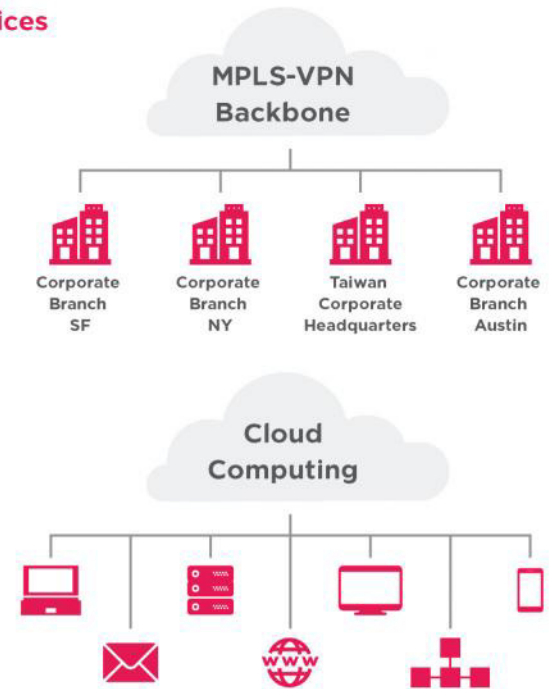 ices
MPLS-VPN
Backbone
Corporate
Branch
SF
Corporate
Branch
NY
Taiwan
Corporate
Headquarters
Corporate
Branch
Austin
Cloud
Computing
www